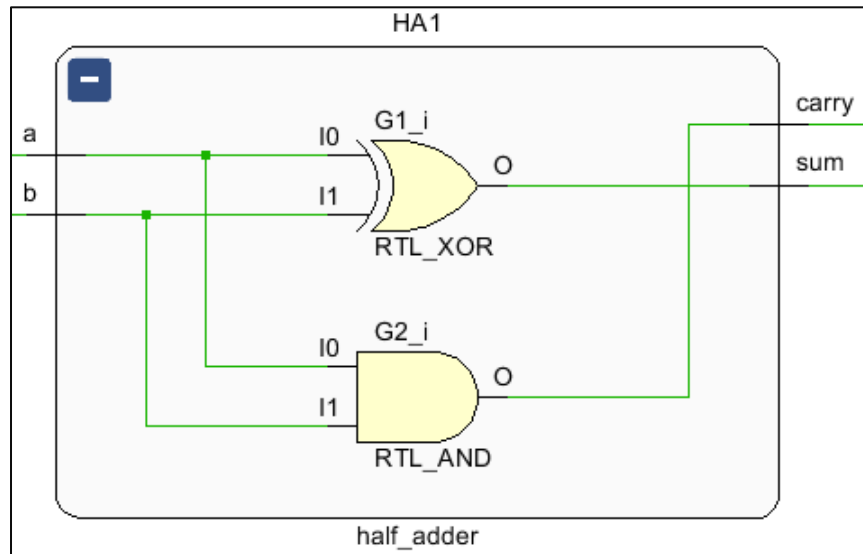 HA1
a
b
I0
G1_i
I1
O
RTL_XOR
carry
sum
I0
G2_i
I1
O
RTL_AND
half_adder